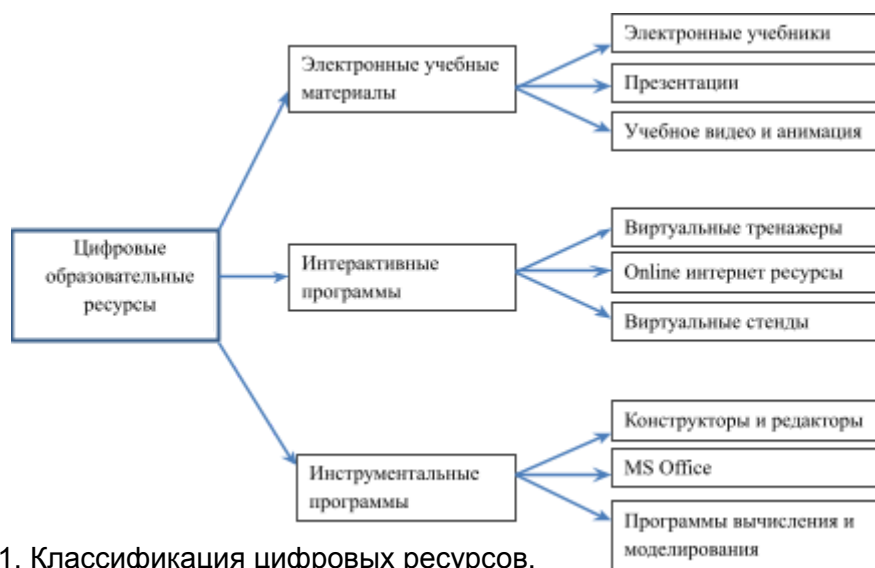 Электронные учебники
Электронные учебные
материалы
Презентации
Учебное видео и анимация
Цифровые
образовательные
ресурсы
Интерактивные
программы
Виртуальные тренажеры
Online интернет ресурсы
Виртуальные стенды
Инструментальные
программы
Конструкторы и редакторы
MS Office
Программы вычисления и
моделирования
1. Классификация цифровых ресурсов.